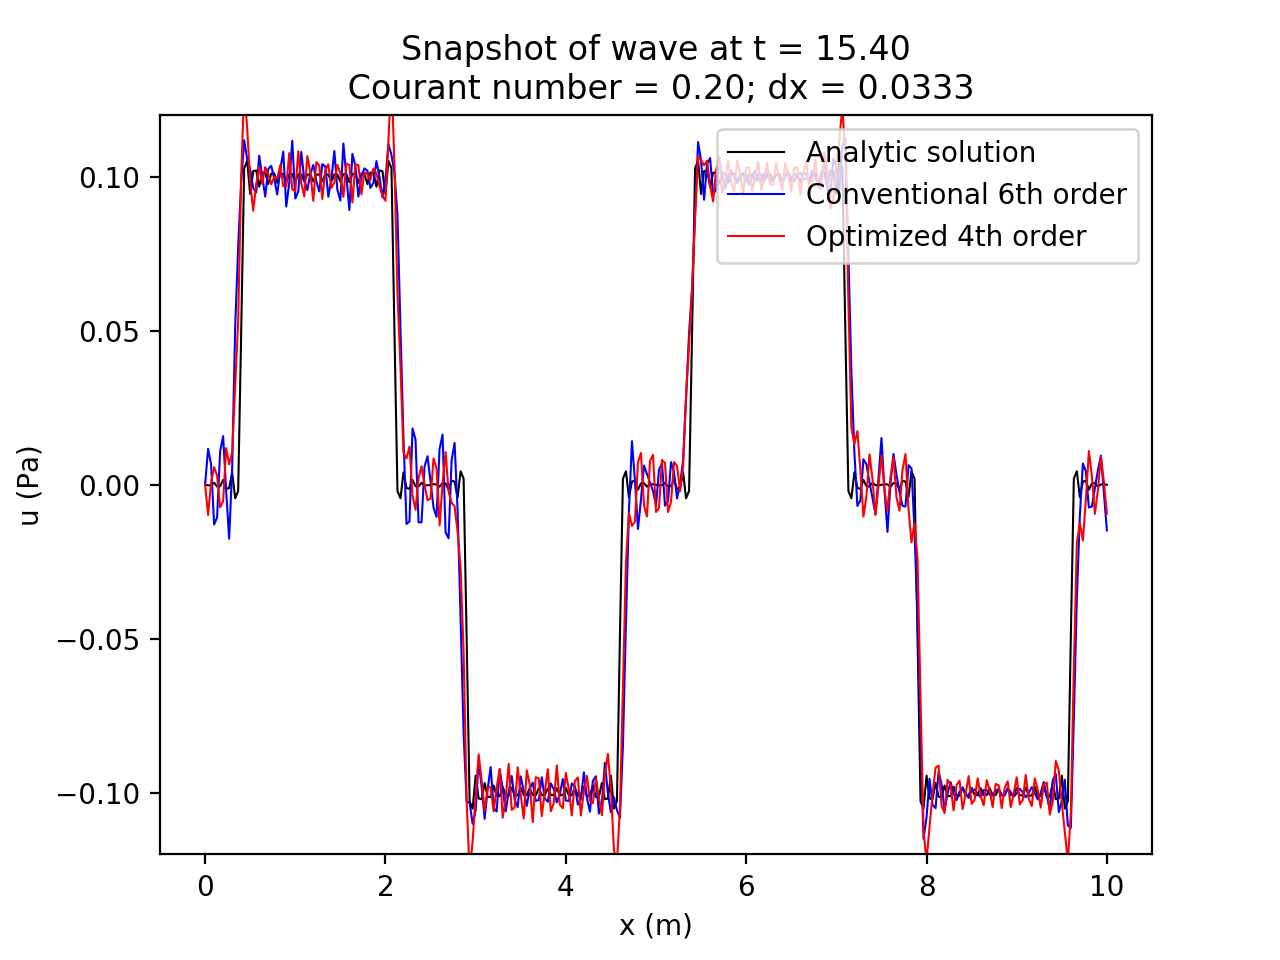 Snapshot of wave at t = 15.40
Courant number = 0.20; dx = 0.0333
Analytic solution
Conventional 6th order
Optimized 4th order
0.10
0.05
0.00
−0.05
−0.10
u (Pa)
0 2 4 6 8 10
x (m)